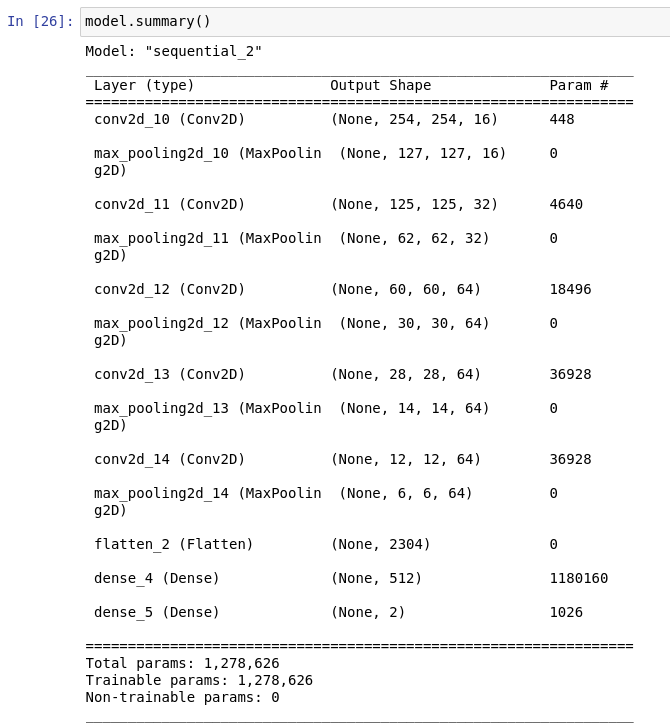 In [26]: model.summary()
Model: "sequential_2"
Layer (type) Output Shape Param #
=================================================================
conv2d_10 (Conv2D) (None, 254, 254, 16) 448
max_pooling2d_10 (MaxPoolin (None, 127, 127, 16) 0
g2D)
conv2d_11 (Conv2D) (None, 125, 125, 32) 4640
max_pooling2d_11 (MaxPoolin (None, 62, 62, 32) 0
g2D)
conv2d_12 (Conv2D) (None, 60, 60, 64) 18496
max_pooling2d_12 (MaxPoolin (None, 30, 30, 64) 0
g2D)
conv2d_13 (Conv2D) (None, 28, 28, 64) 36928
max_pooling2d_13 (MaxPoolin (None, 14, 14, 64) 0
g2D)
conv2d_14 (Conv2D) (None, 12, 12, 64) 36928
max_pooling2d_14 (MaxPoolin (None, 6, 6, 64) 0
g2D)
flatten_2 (Flatten) (None, 2304) 0
dense_4 (Dense) (None, 512) 1180160
dense_5 (Dense) (None, 2) 1026
=================================================================
Total params: 1,278,626
Trainable params: 1,278,626
Non-trainable params: 0